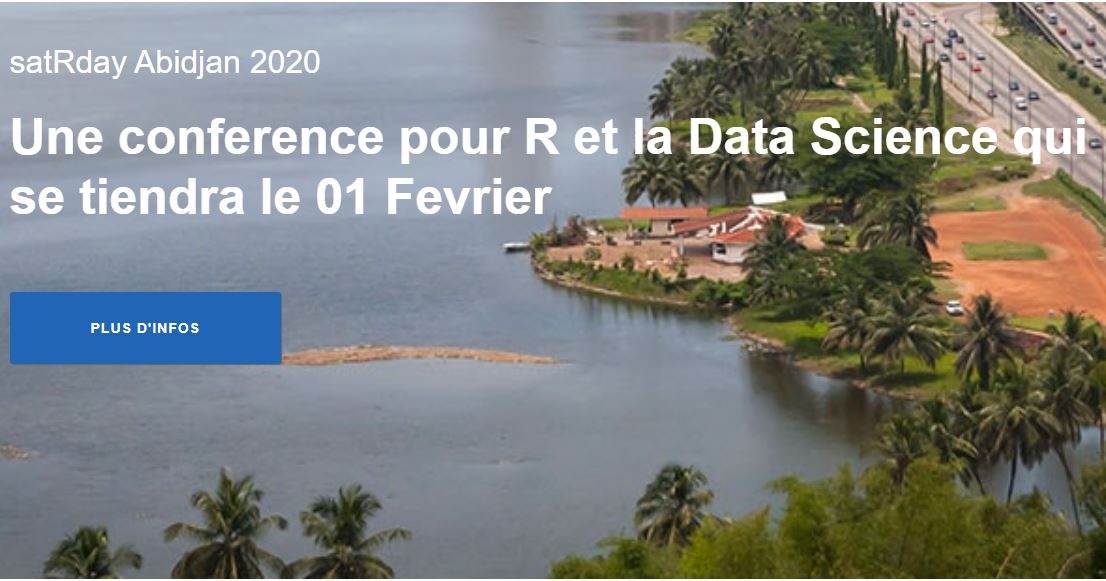 satRday Abidjan 2020
Une conference pour R et la Data Science qui
se tiendra le 01 Fevrier
PLUS D'INFOS